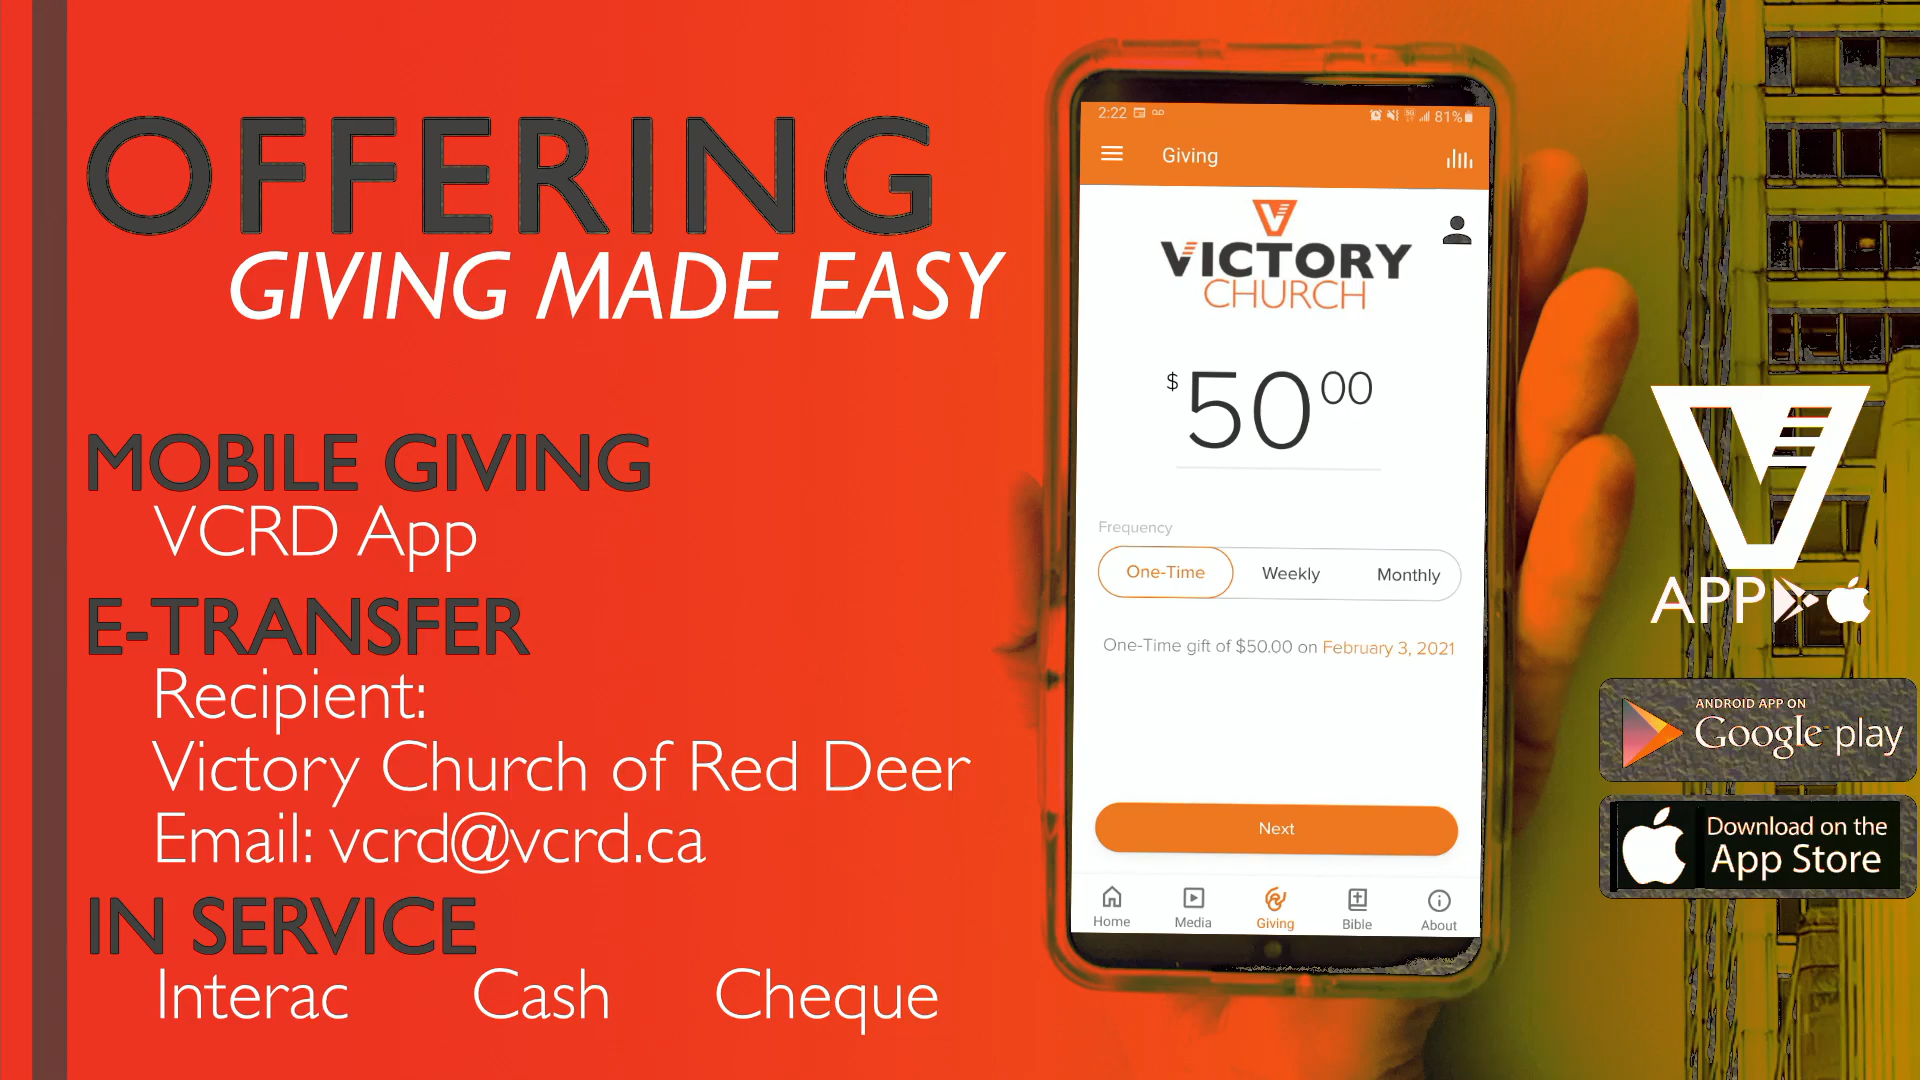 OFFERING
GIVING MADE EASY
MOBILE GIVING
VCRD App
E-TRANSFER
Recipient:
Victory Church of Red Deer
Email: vcrd@vcrd.ca
IN SERVICE
Interac Cash Cheque
2:22 81%
Giving
VICTORY
CHURCH
$50 00
Frequency
One-Time Weekly Monthly
One-Time gift of $50.00 on February 3, 2021
Next
Home Media Giving Bible About
APP
ANDROID APP ON
Google play
Download on the
App Store